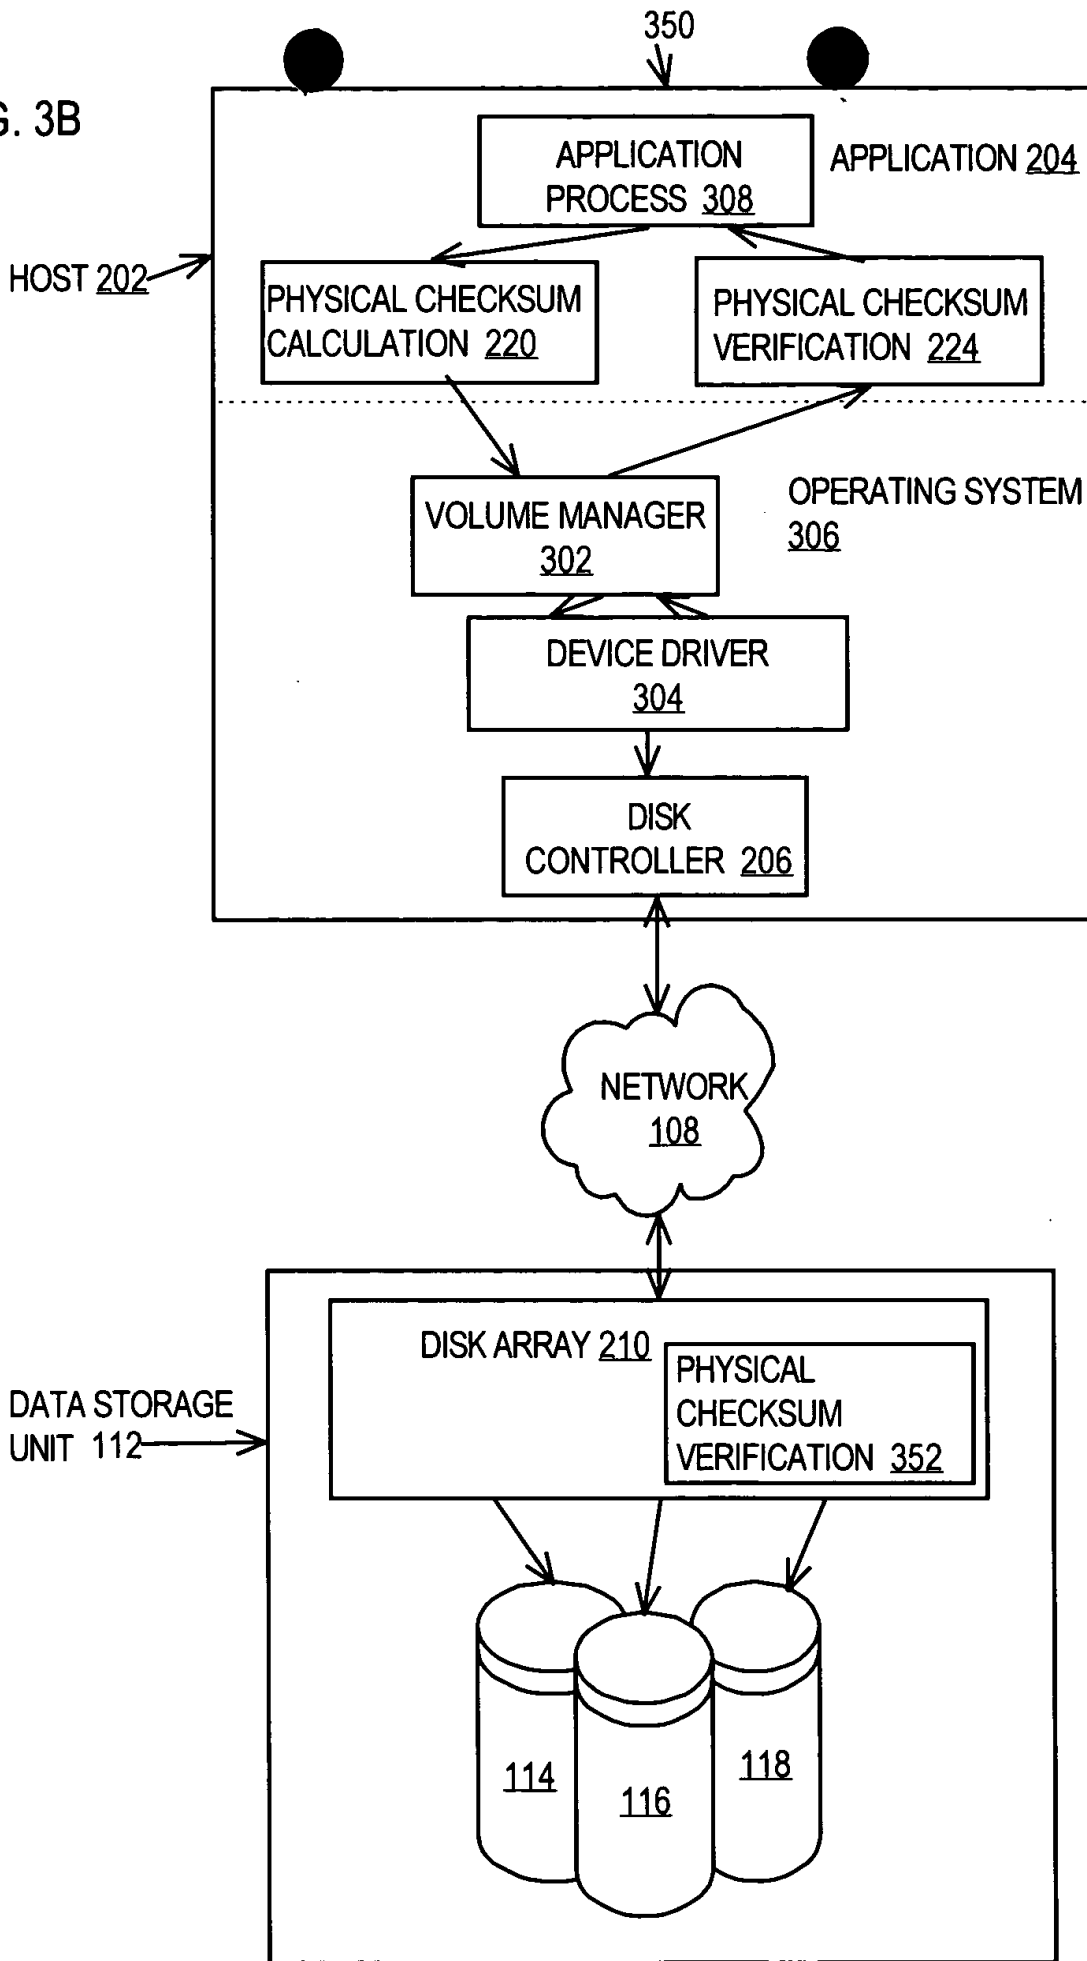 350
G. 3B
APPLICATION
PROCESS 308
APPLICATION 204
HOST 202
PHYSICAL CHECKSUM
CALCULATION 220
PHYSICAL CHECKSUM
VERIFICATION 224
VOLUME MANAGER
302
OPERATING SYSTEM
306
DEVICE DRIVER
304
DISK
CONTROLLER 206
NETWORK
108
DISK ARRAY 210
PHYSICAL
CHECKSUM
VERIFICATION 352
DATA STORAGE
UNIT 112
114
116
118